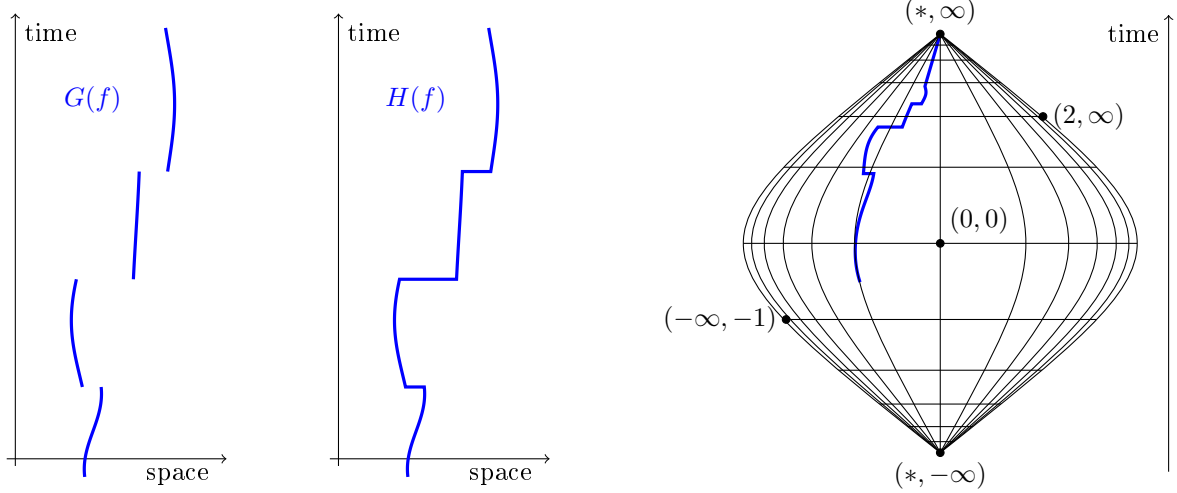 time
G(f)
space
time
H(f)
space
(∗, ∞)
time
(2, ∞)
(0, 0)
(−∞, −1)
(∗, −∞)